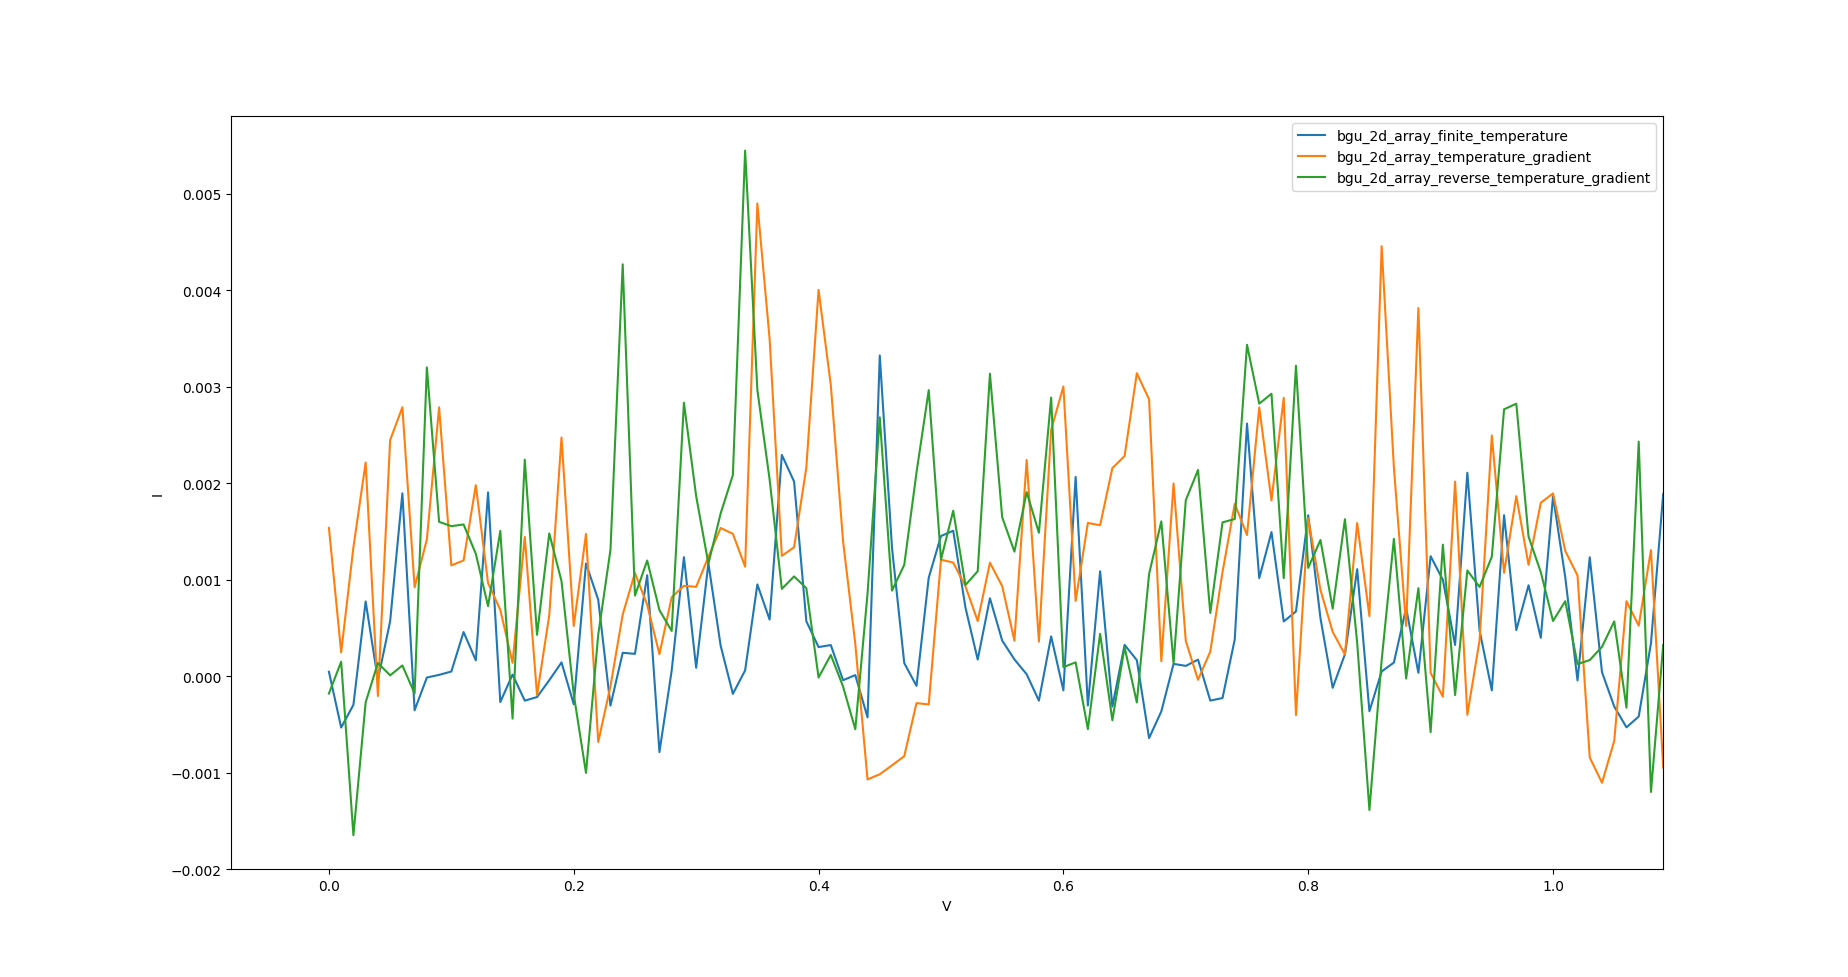 bgu_2d_array_finite_temperature
bgu_2d_array_temperature_gradient
bgu_2d_array_reverse_temperature_gradient
0.005
0.004
0.003
0.002
0.001
0.000
−0.001
−0.002
I
0.0 0.2 0.4 0.6 0.8 1.0
V